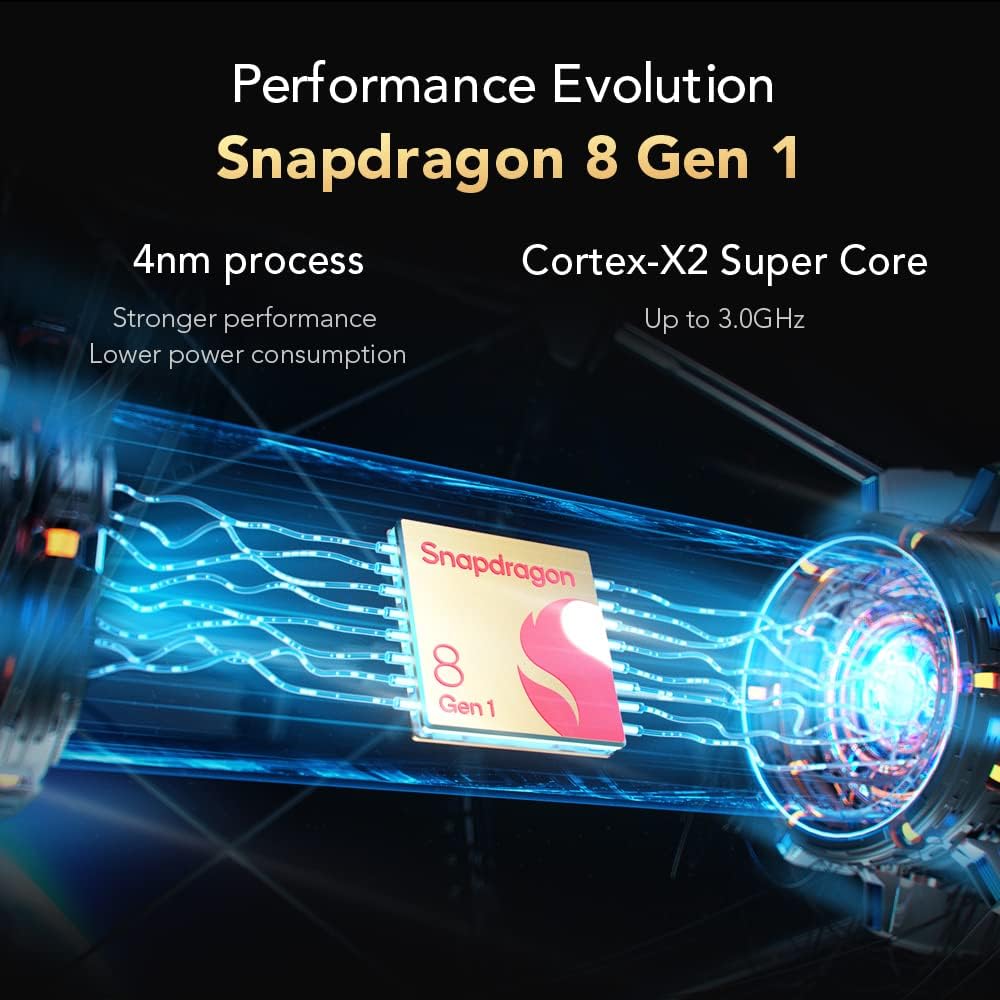 Performance Evolution
Snapdragon 8 Gen 1
4nm process
Stronger performance
Lower power consumption
Cortex-X2 Super Core
Up to 3.0GHz
Snapdragon
8
Gen 1